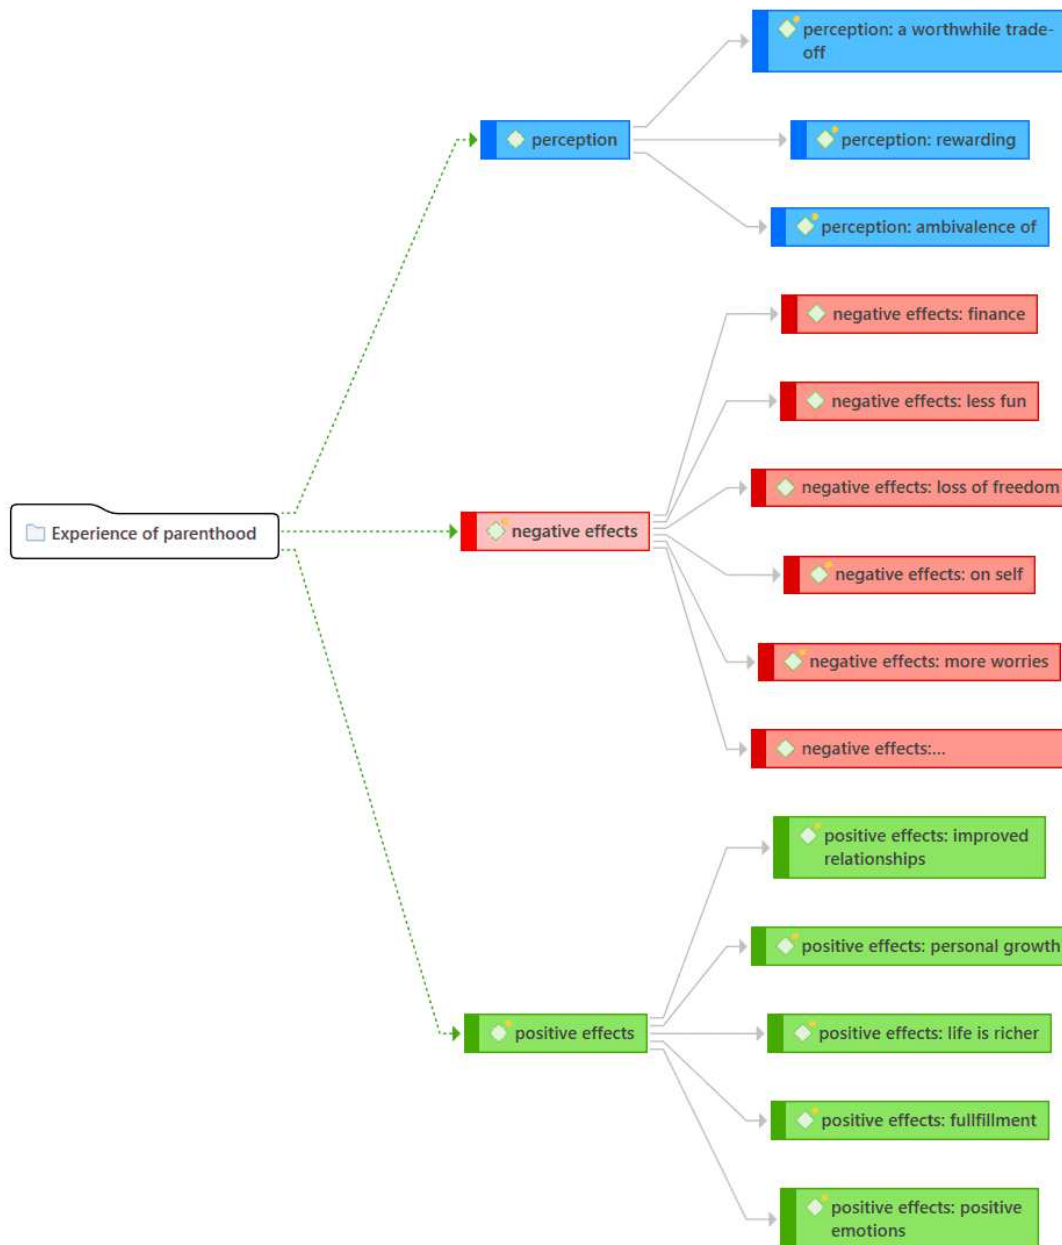 perception: a worthwhile trade-
off
perception
perception: rewarding
perception: ambivalence of
negative effects: finance
negative effects: less fun
negative effects: loss of freedom
Experience of parenthood
negative effects
negative effects: on self
negative effects: more worries
negative effects:...
positive effects: improved
relationships
positive effects: personal growth
positive effects
positive effects: life is richer
positive effects: fullfillment
positive effects: positive
emotions